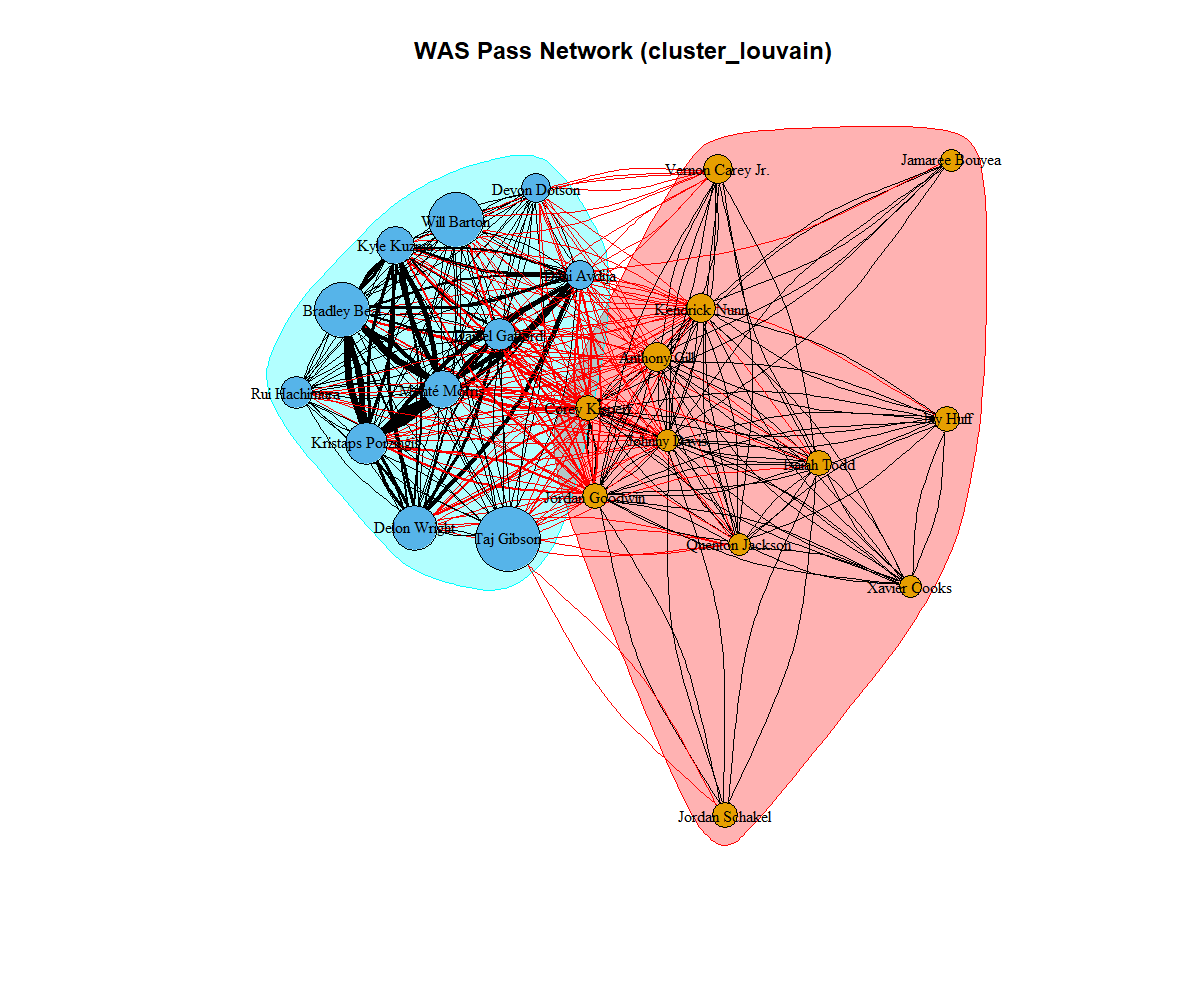 WAS Pass Network (cluster_louvain)
Jamaree Bouyea
Vernon Carey Jr.
Devon Dotson
Will Barton
Kyle Kuzma
Deni Avdija
Bradley Beal
Kendrick Nunn
Daniel Gafford
Anthony Gill
Rui Hachimura
Monté Morris
Corey Kispert
Jay Huff
Kristaps Porzingis
Johnny Davis
Isaiah Todd
Jordan Goodwin
Delon Wright
Taj Gibson
Quenton Jackson
Xavier Cooks
Jordan Schakel